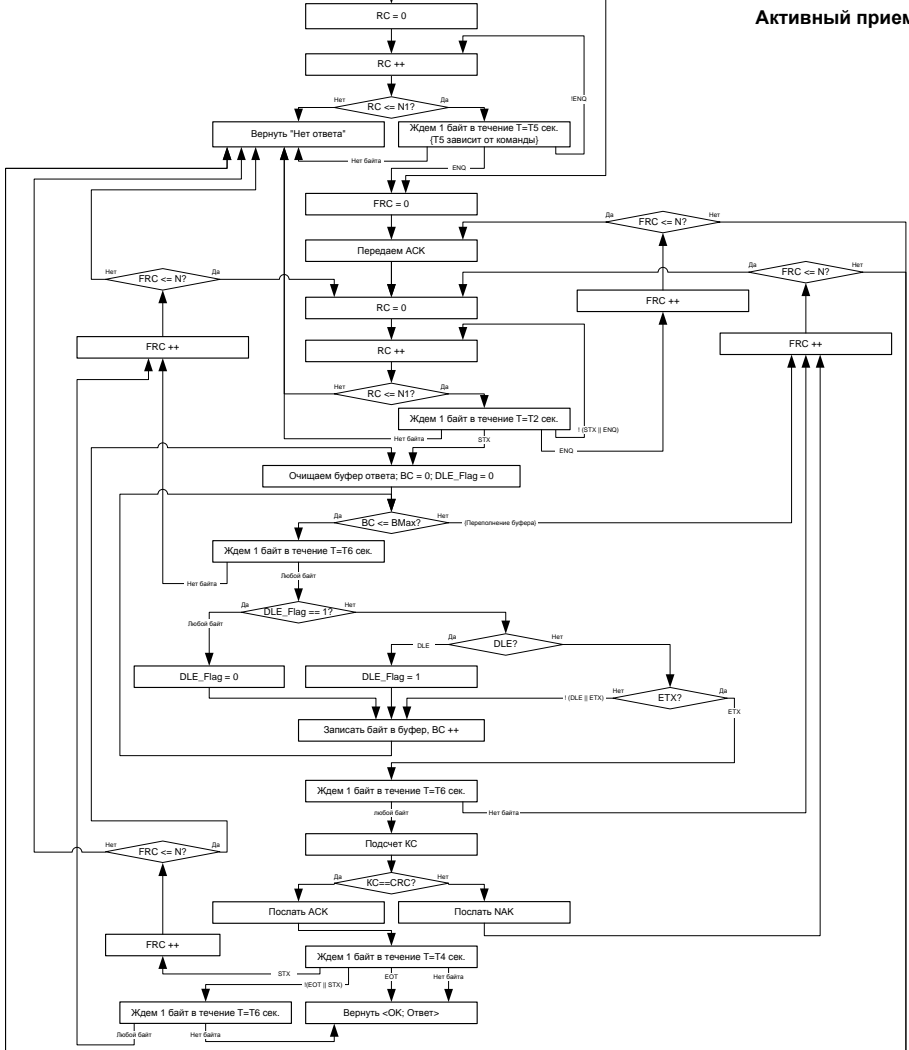 Активный прием
RC = 0
RC ++
!ENQ
Нет
RC <= N1?
Да
Вернуть "Нет ответа"
Ждем 1 байт в течение T=T5 сек.
{T5 зависит от команды}
Нет байта
ENQ
FRC = 0
Да
FRC <= N?
Нет
Передаем ACK
Нет
FRC <= N?
Да
Да
FRC <= N?
Нет
RC = 0
FRC ++
FRC ++
RC ++
FRC ++
Нет
RC <= N1?
Да
Ждем 1 байт в течение T=T2 сек.
! (STX || ENQ)
Нет байта
STX
ENQ
Очищаем буфер ответа; BC = 0; DLE_Flag = 0
Да
BC <= BMax?
Нет
{Переполнение буфера}
Ждем 1 байт в течение T=T6 сек.
Нет байта
Любой байт
Да
DLE_Flag == 1?
Нет
Любой байт
DLE
Да
DLE?
Нет
DLE_Flag = 0
DLE_Flag = 1
! (DLE || ETX)
Нет
ETX?
Да
ETX
Записать байт в буфер, BC ++
Ждем 1 байт в течение T=T6 сек.
любой байт
Нет байта
Подсчет КС
Нет
FRC <= N?
Да
Да
КС==CRC?
Нет
Послать ACK
Послать NAK
FRC ++
Ждем 1 байт в течение T=T4 сек.
STX
!(EOT || STX)
EOT
Нет байта
Ждем 1 байт в течение T=T6 сек.
Вернуть <OK; Ответ>
Любой байт
Нет байта